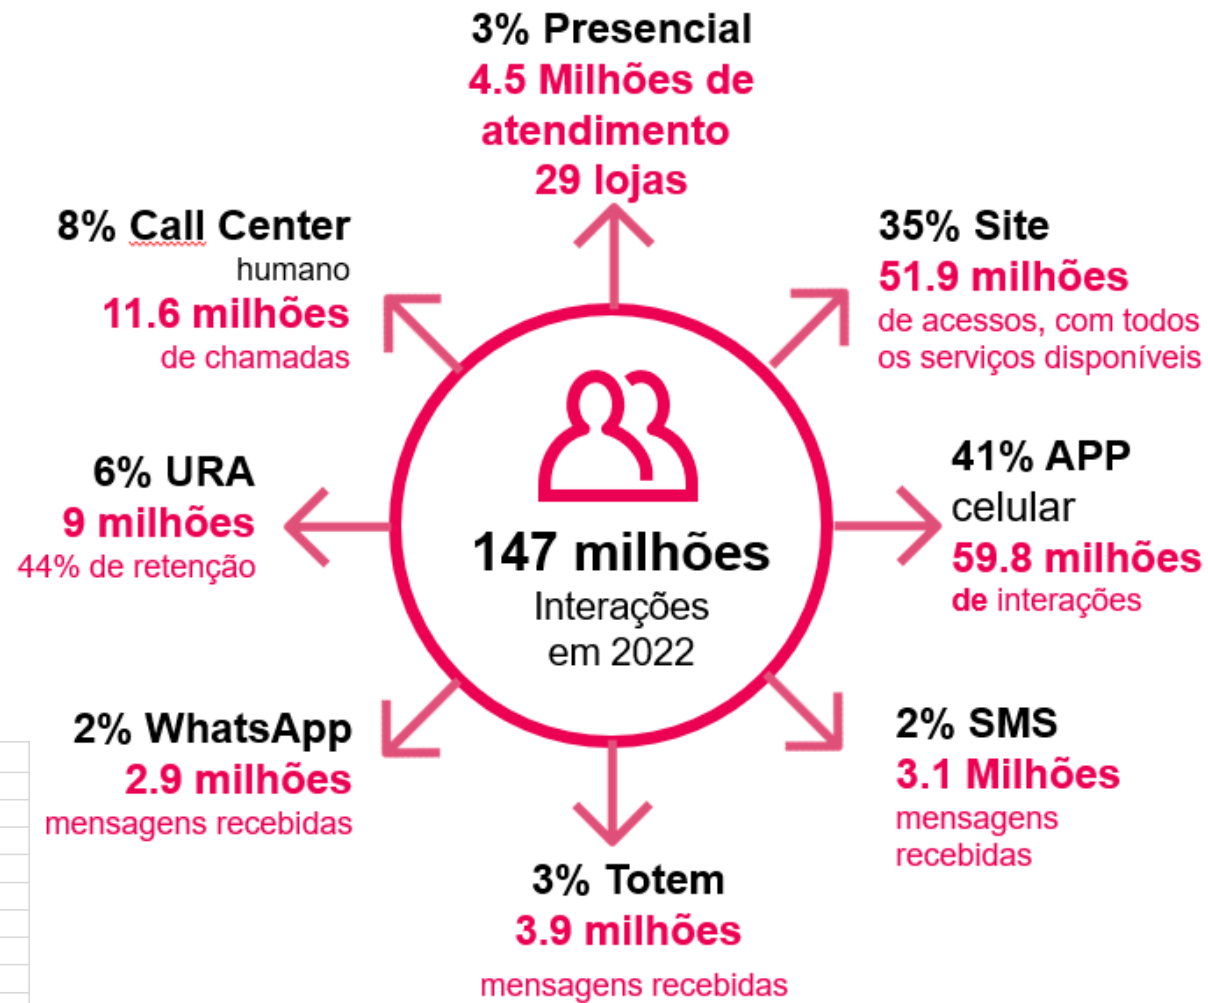 3% Presencial
4.5 Milhões de
atendimento
29 lojas
8% Call Center
humano
11.6 milhões
de chamadas
35% Site
51.9 milhões
de acessos, com todos
os serviços disponíveis
6% URA
9 milhões
44% de retenção
147 milhões
Interações
em 2022
41% APP
celular
59.8 milhões
de interações
2% WhatsApp
2.9 milhões
mensagens recebidas
2% SMS
3.1 Milhões
mensagens
recebidas
3% Totem
3.9 milhões
mensagens recebidas